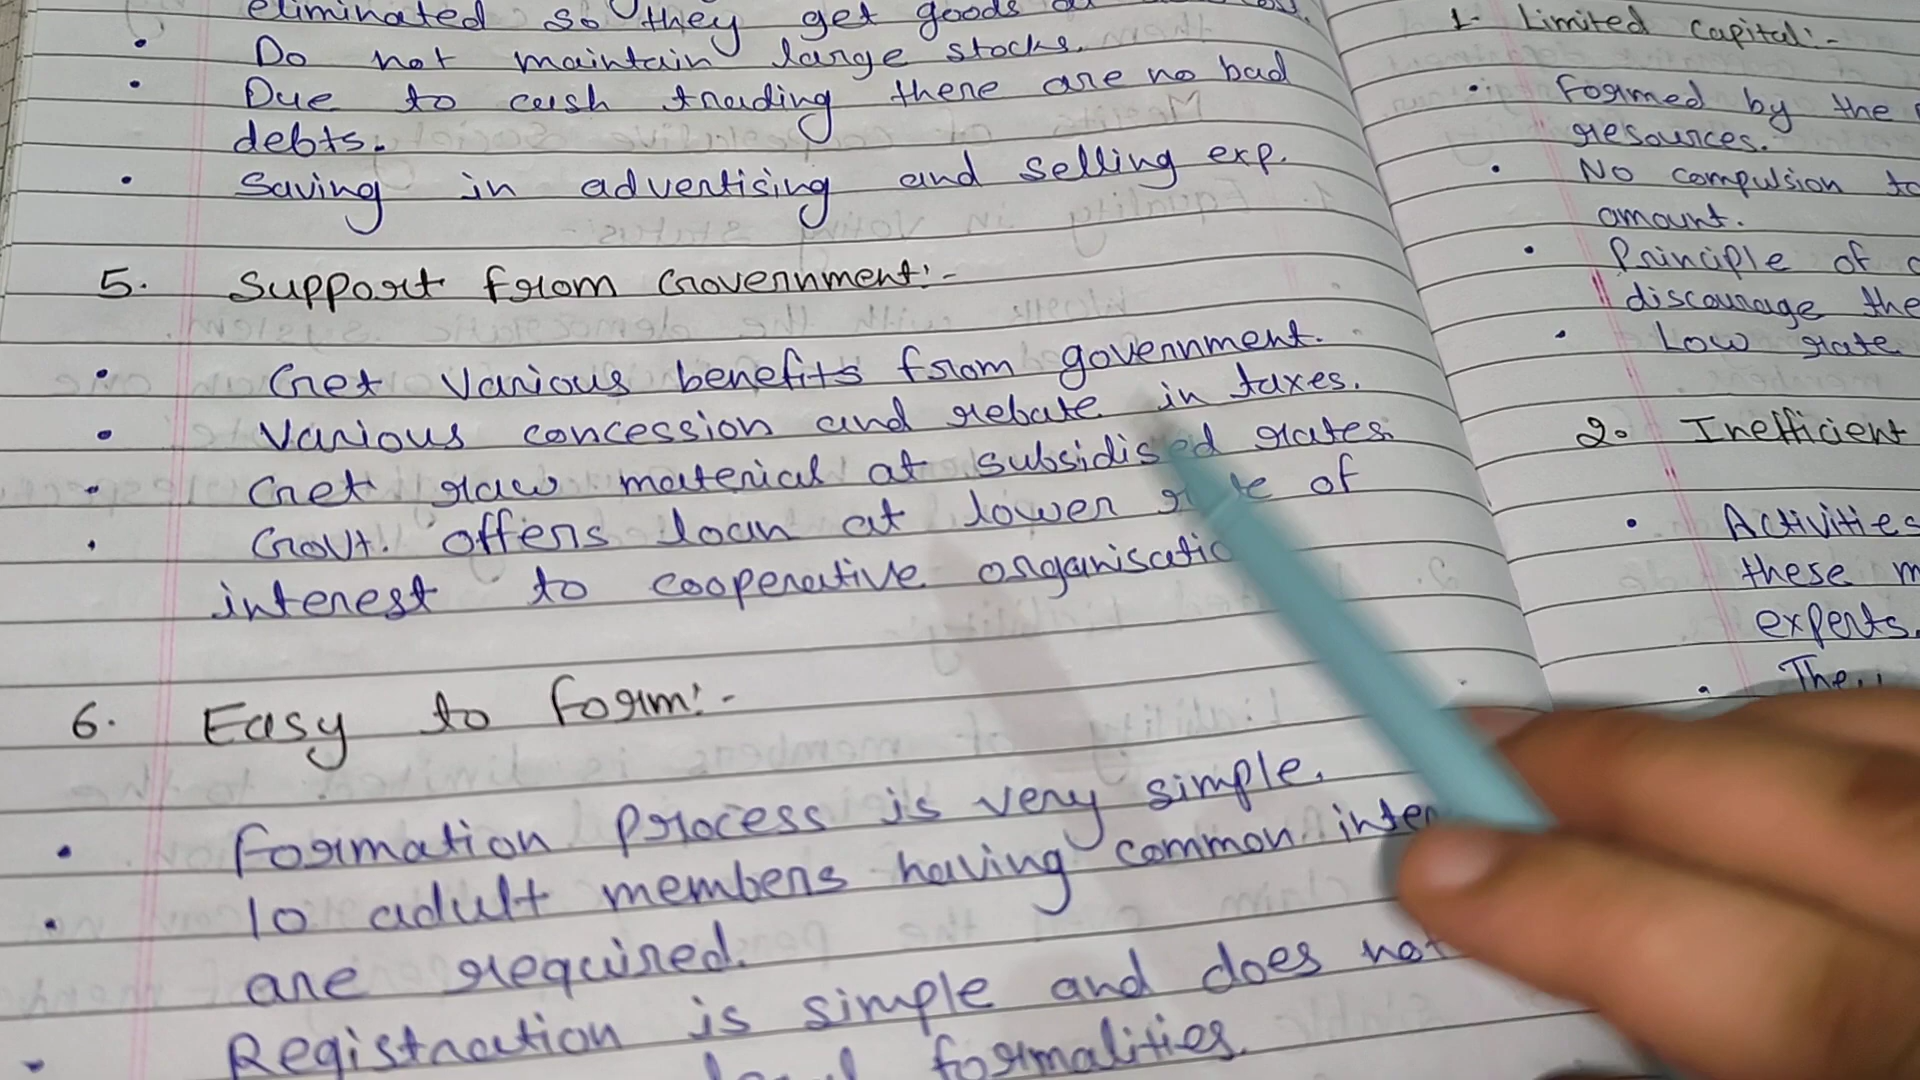 eliminated so they get goods at
Do not maintain large stocks.
Due to cash trading there are no bad
debts.
Saving in advertising and selling exp.
5. Support from Government:-
Get various benefits from government.
Various concession and rebate in taxes.
Get raw material at subsidised rates.
Govt. offers loan at lower rate of
interest to cooperative
6. Easy to form:-
Formation process is very simple.
10 adult members having common
are required.
Registration is simple and does not
formalities.
1. Limited Capital:-
Formed by the
resources.
No compulsion to
amount.
Principle of
discourage the
Low rate
2. Inefficient
Activities
these
experts.
The